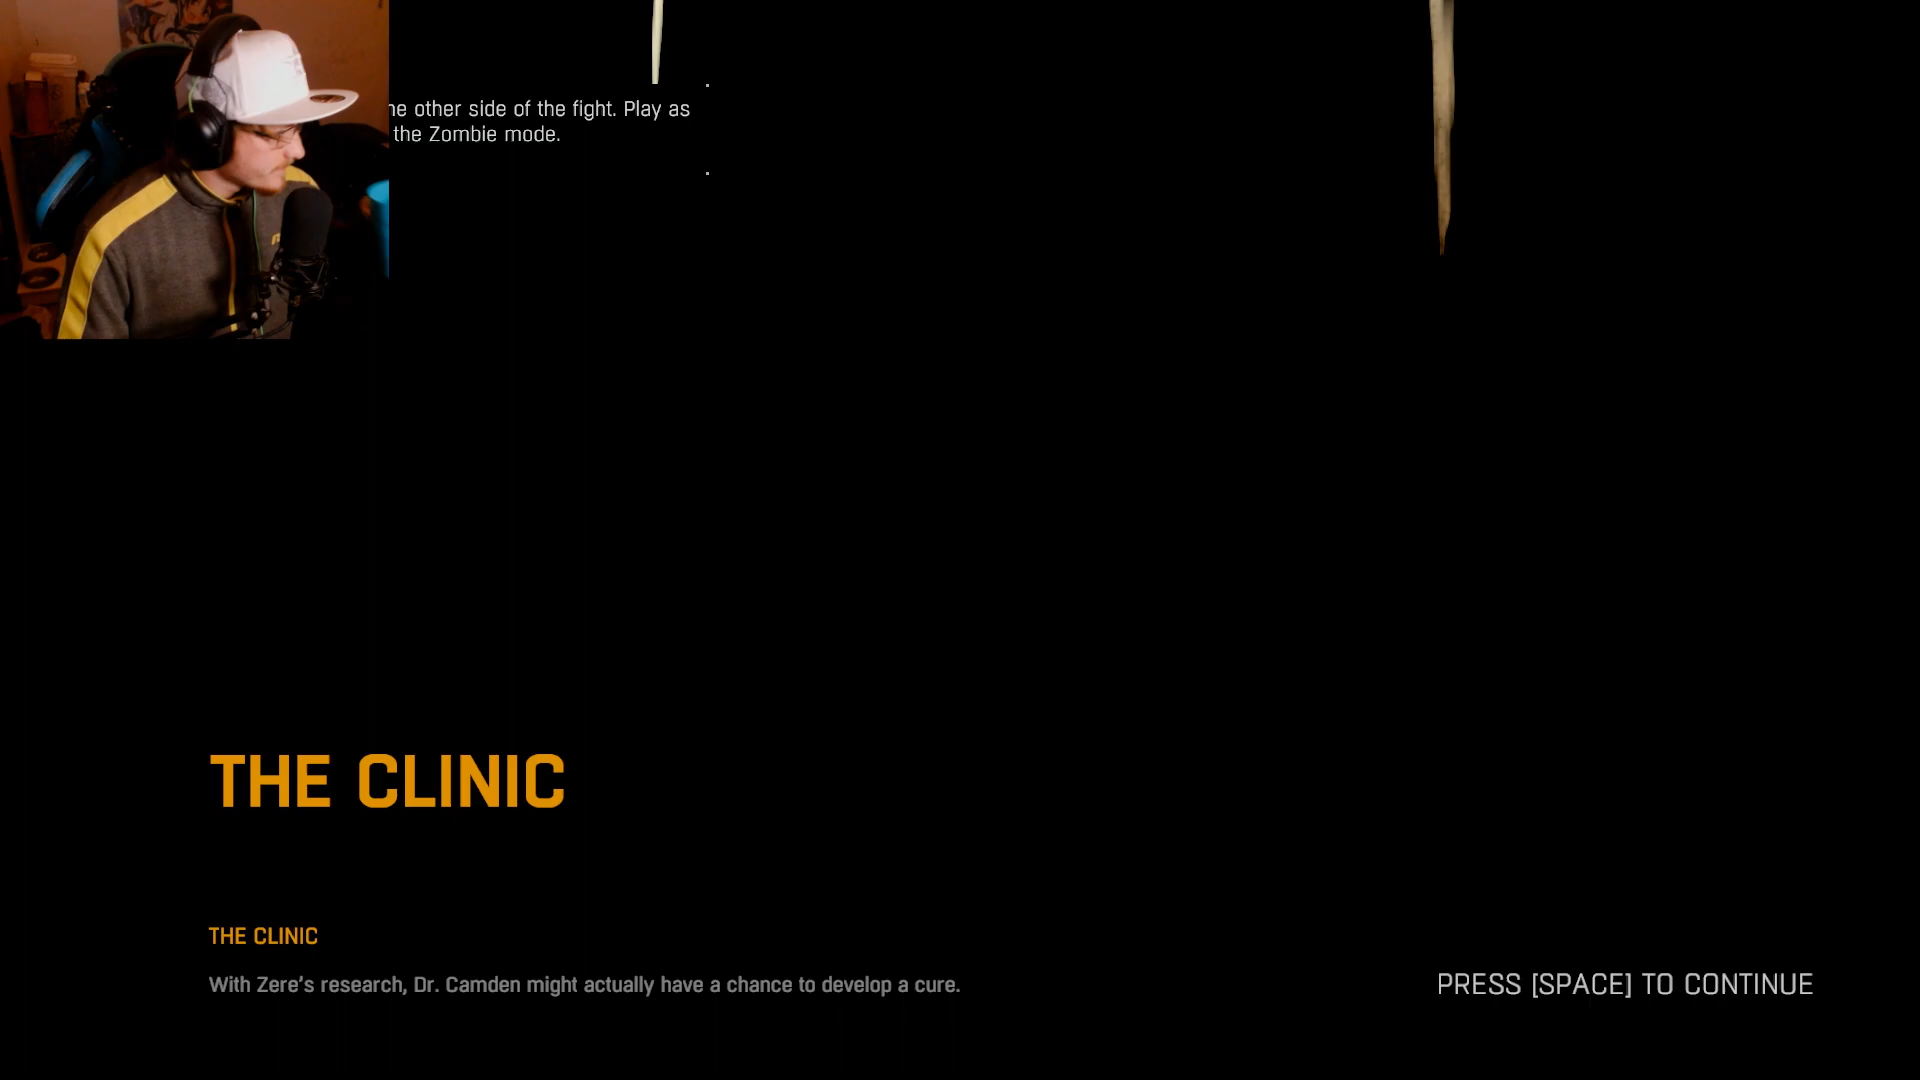 other side of the fight. Play as
the Zombie mode.
THE CLINIC
THE CLINIC
With Zere's research, Dr. Camden might actually have a chance to develop a cure.
PRESS [SPACE] TO CONTINUE